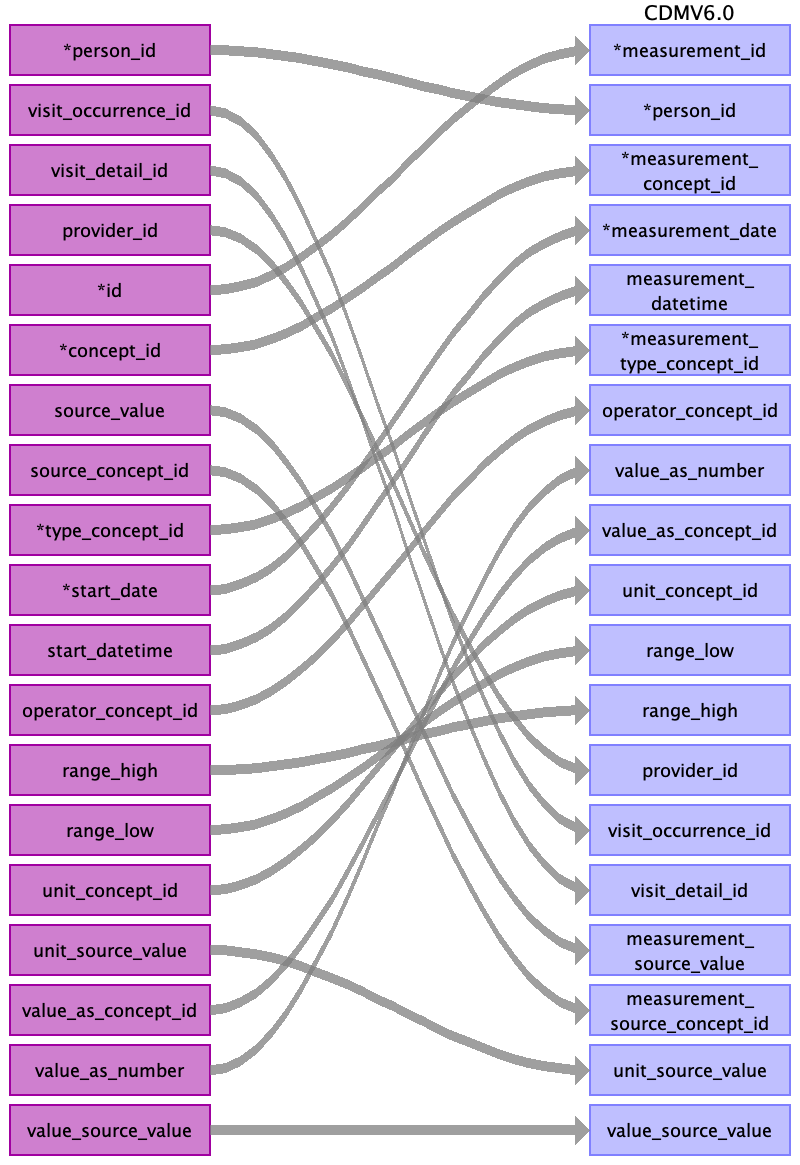 CDMV6.0
*person_id
visit_occurrence_id
visit_detail_id
provider_id
*id
*concept_id
source_value
source_concept_id
*type_concept_id
*start_date
start_datetime
operator_concept_id
range_high
range_low
unit_concept_id
unit_source_value
value_as_concept_id
value_as_number
value_source_value
*measurement_id
*person_id
*measurement_
concept_id
*measurement_date
measurement_
datetime
*measurement_
type_concept_id
operator_concept_id
value_as_number
value_as_concept_id
unit_concept_id
range_low
range_high
provider_id
visit_occurrence_id
visit_detail_id
measurement_
source_value
measurement_
source_concept_id
unit_source_value
value_source_value